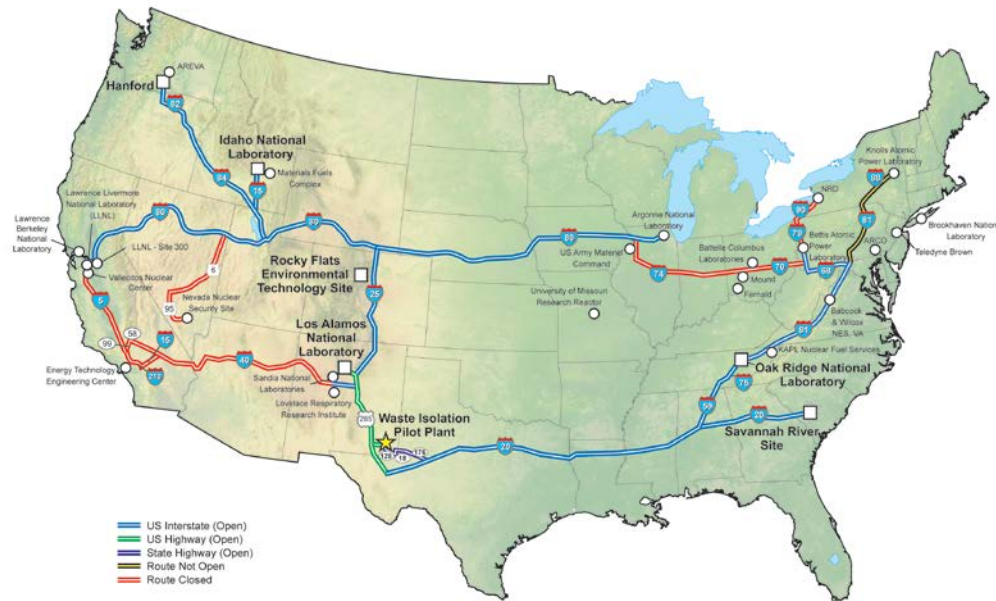 AREVA
Hanford
82
Idaho National
Laboratory
84
15
Materials Fuels
Complex
Lawrence Livermore
National Laboratory
(LLNL)
80
80
Lawrence
Berkeley
National
Laboratory
LLNL - Site 300
Vallecitos Nuclear
Center
5
6
95
Nevada Nuclear
Security Site
Rocky Flats
Environmental
Technology Site
25
99
58
15
210
40
Energy Technology
Engineering Center
Los Alamos
National
Laboratory
Sandia National
Laboratories
Lovelace Respiratory
Research Institute
285
Waste Isolation
Pilot Plant
128
18
176
20
80
Argonne National
Laboratory
US Army Materiel
Command
74
Battelle Columbus
Laboratories
70
Mound
Fernald
University of Missouri
Research Reactor
Knolls Atomic
Power Laboratory
88
NRD
90
79
81
Bettis Atomic
Power
Laboratory
68
ARCO
Brookhaven National
Laboratory
Teledyne Brown
Babcock
& Wilcox
NES, VA
81
KAPL Nuclear Fuel Services
Oak Ridge National
Laboratory
75
59
20
Savannah River
Site
US Interstate (Open)
US Highway (Open)
State Highway (Open)
Route Not Open
Route Closed